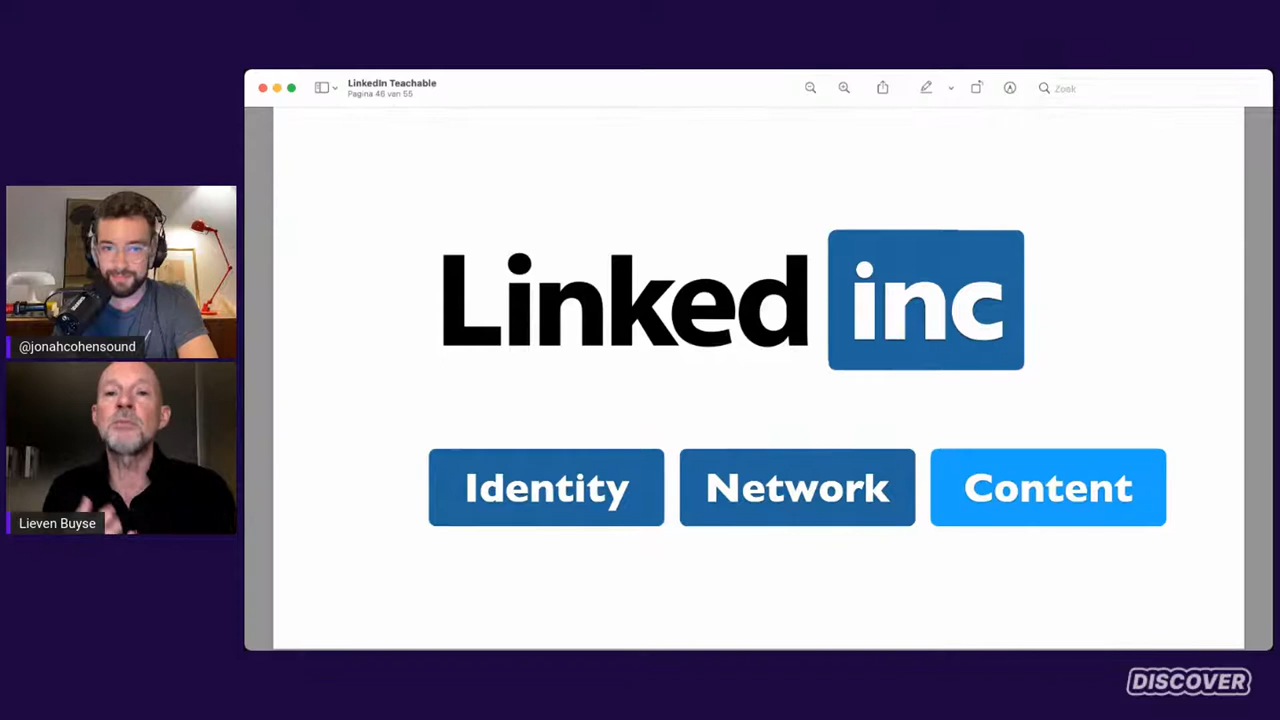 LinkedIn Teachable
Pagina 46 van 55
Zoek
Linked inc
Identity Network Content
@jonahcohensound
Lieven Buyse
DISCOVER